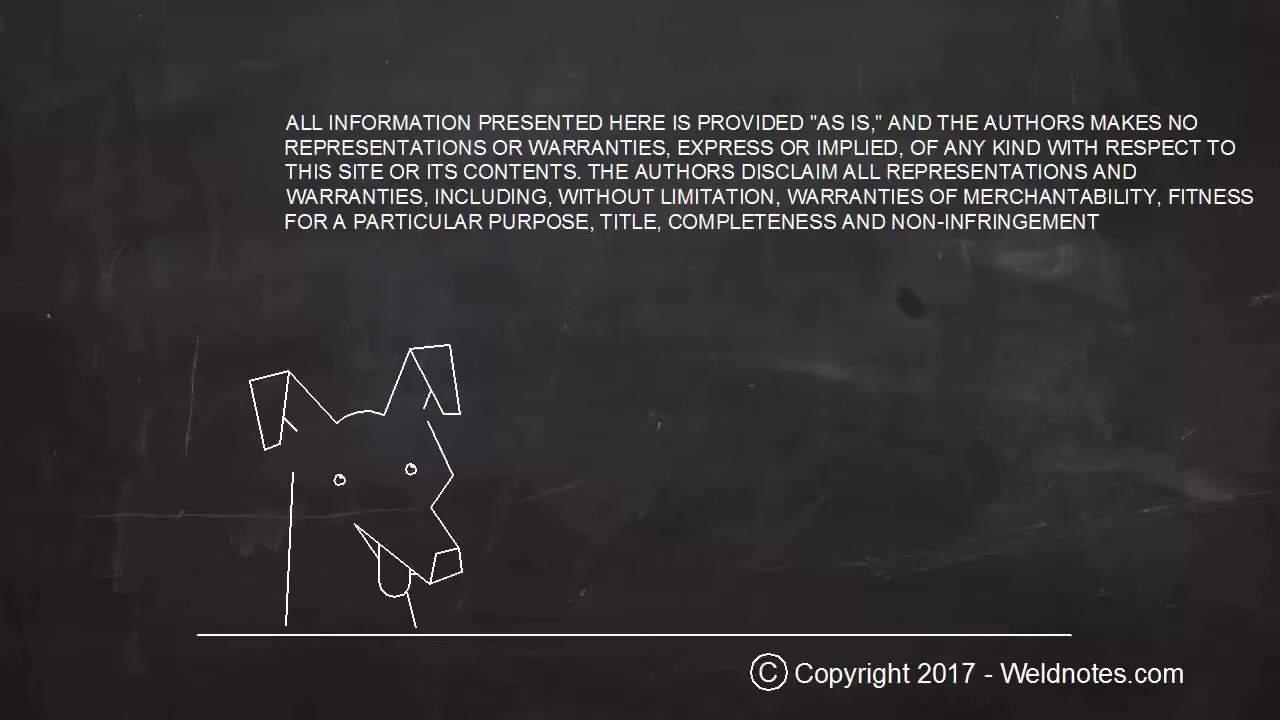 ALL INFORMATION PRESENTED HERE IS PROVIDED "AS IS," AND THE AUTHORS MAKES NO
REPRESENTATIONS OR WARRANTIES, EXPRESS OR IMPLIED, OF ANY KIND WITH RESPECT TO
THIS SITE OR ITS CONTENTS. THE AUTHORS DISCLAIM ALL REPRESENTATIONS AND
WARRANTIES, INCLUDING, WITHOUT LIMITATION, WARRANTIES OF MERCHANTABILITY, FITNESS
FOR A PARTICULAR PURPOSE, TITLE, COMPLETENESS AND NON-INFRINGEMENT
© Copyright 2017 - Weldnotes.com